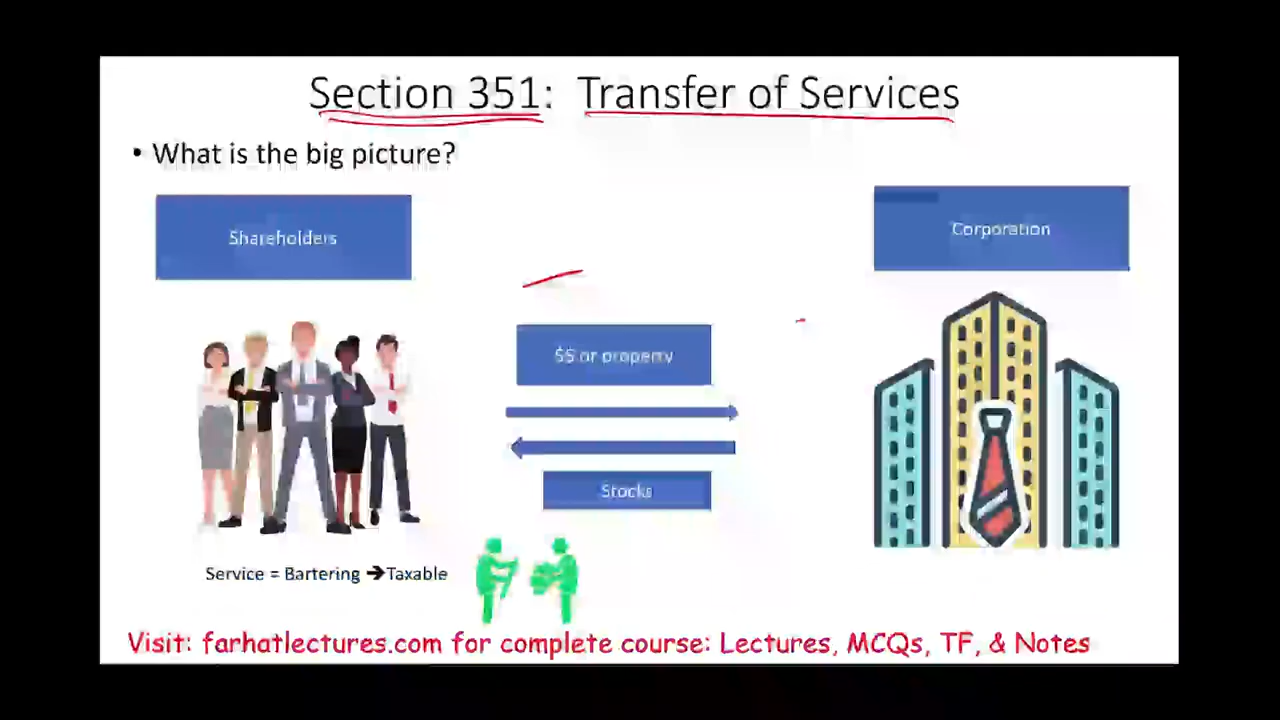 Section 351: Transfer of Services
• What is the big picture?
Shareholders
Corporation
$$ or property
Stocks
Service = Bartering ➔Taxable
Visit: farhatlectures.com for complete course: Lectures, MCQs, TF, & Notes